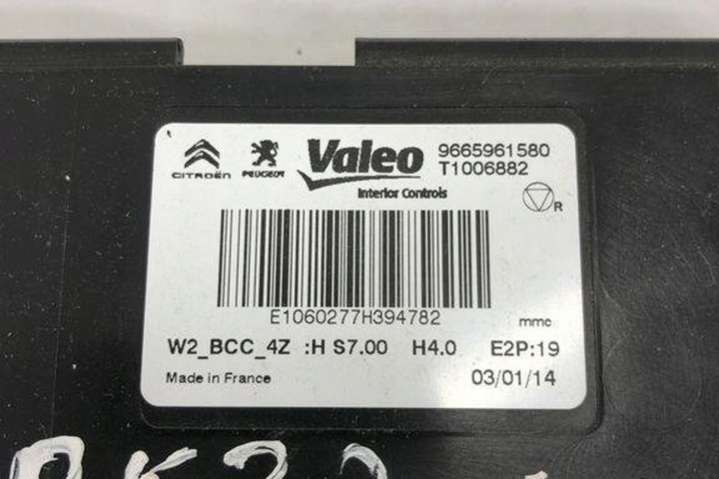 CITROËN PEUGEOT Valeo 9665961580
T1006882
Interior Controls
R
E1060277H394782
mmc
W2_BCC_4Z :H S7.00 H4.0 E2P:19
Made in France 03/01/14